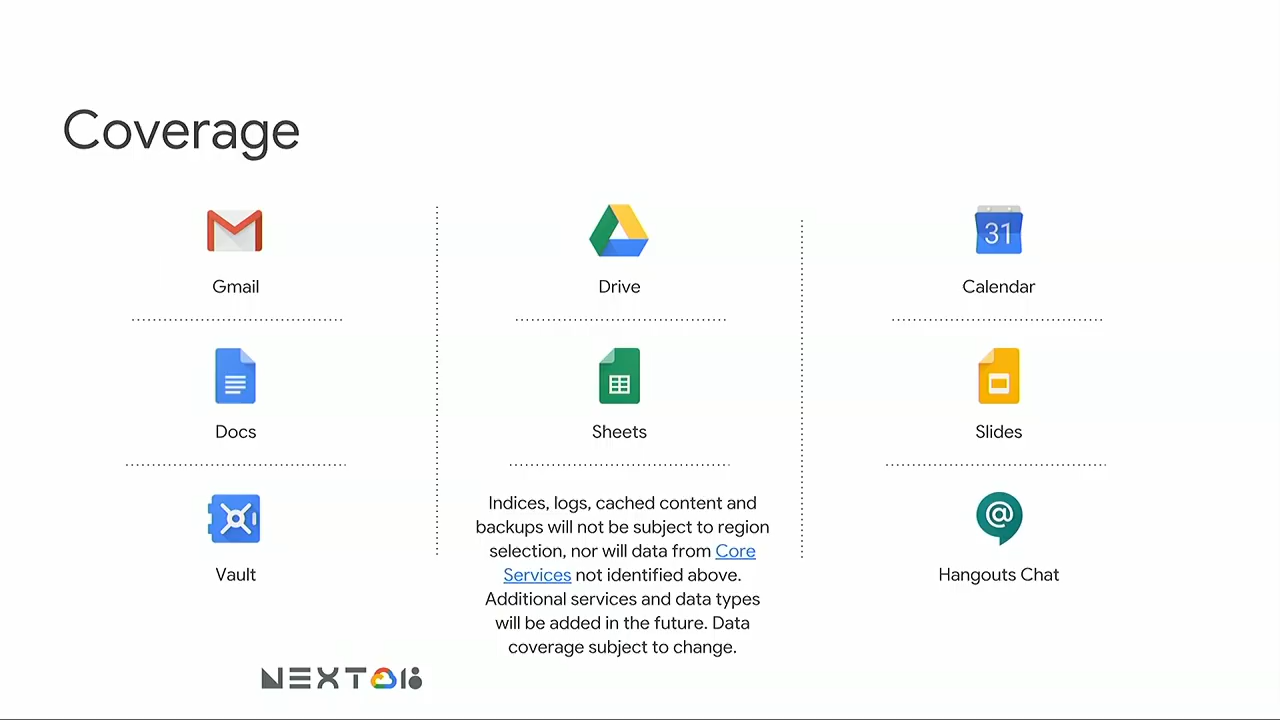 Coverage
31
Gmail
Drive
Calendar
Docs
Sheets
Slides
Vault
Indices, logs, cached content and
backups will not be subject to region
selection, nor will data from Core
Services not identified above.
Additional services and data types
will be added in the future. Data
coverage subject to change.
@
Hangouts Chat
NEXT 18